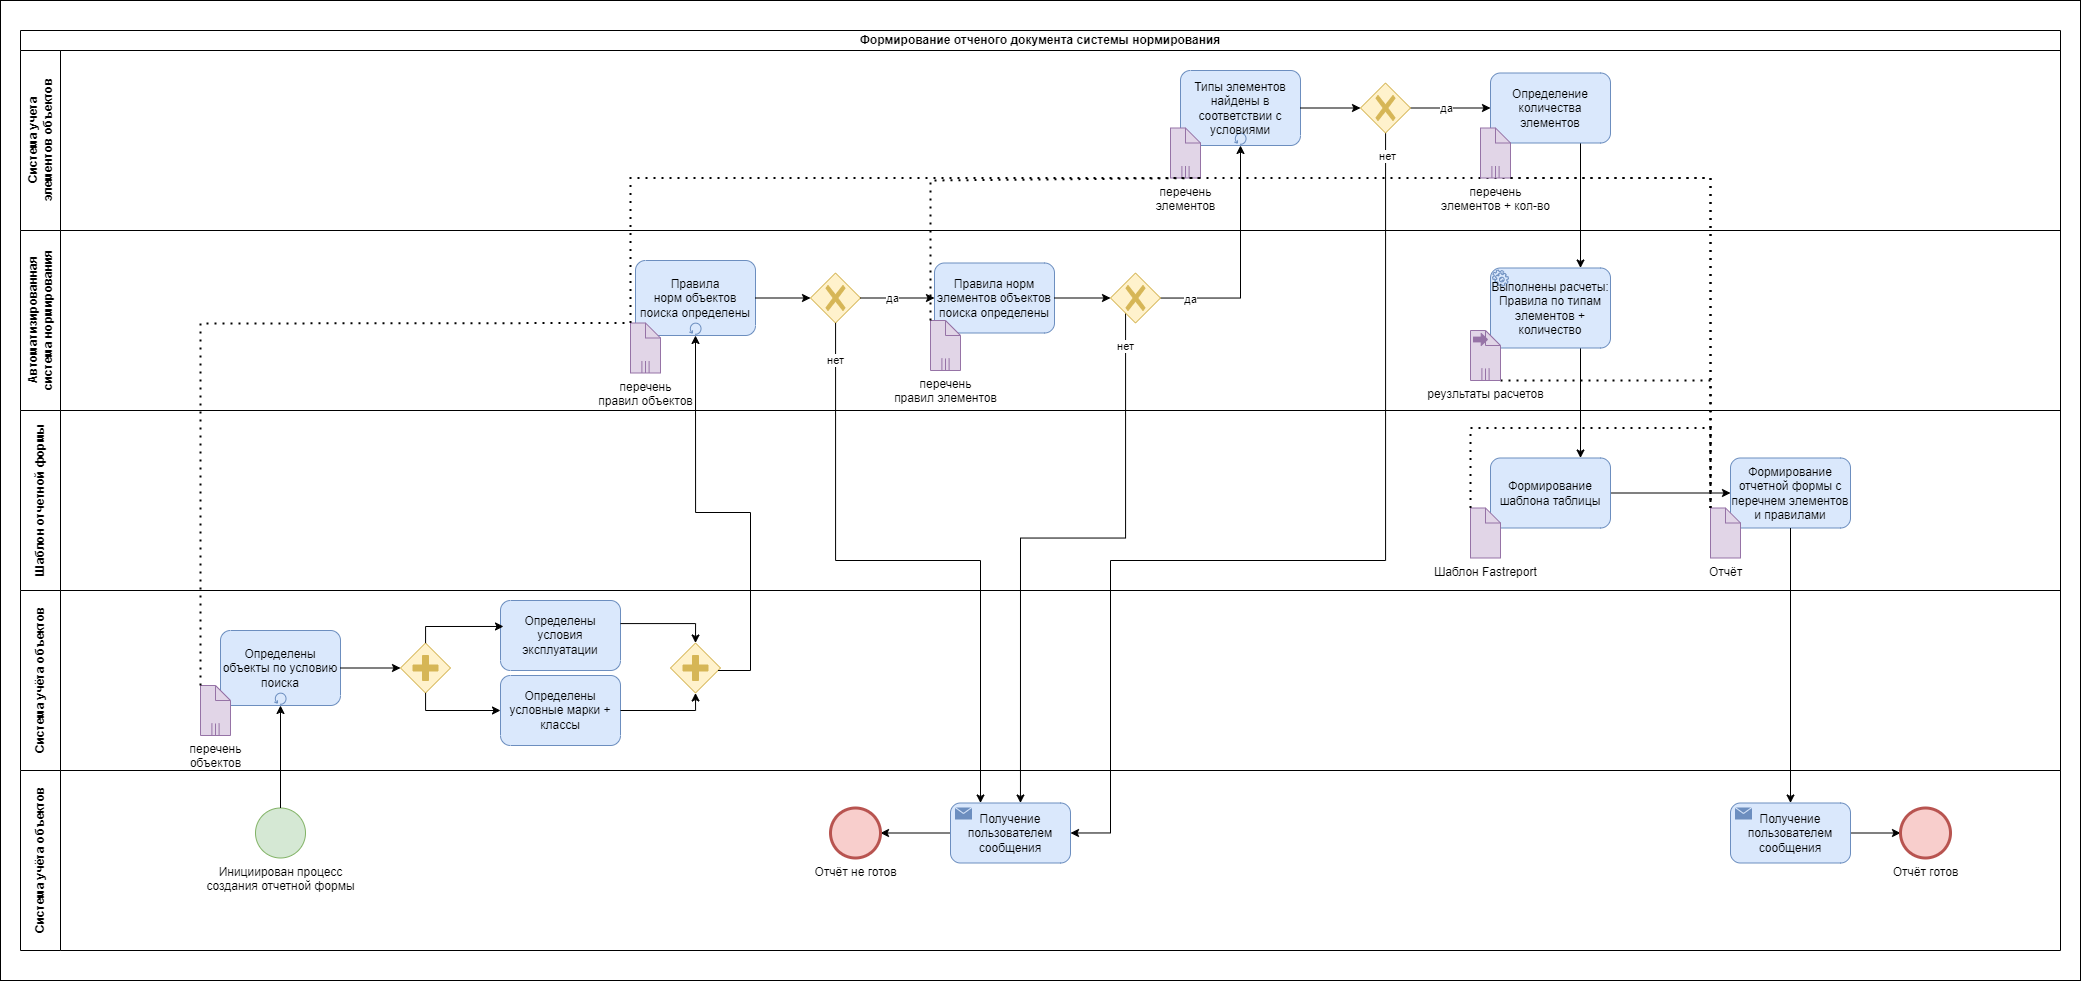 Формирование отченого документа системы нормирования
Система учета
элементов объектов
Типы элементов
найдены в
соответствии с
условиями
да
Определение
количества
элементов
нет
перечень
элементов
перечень
элементов + кол-во
Автоматизированная
система нормирования
Правила
норм объектов
поиска определены
да
Правила норм
элементов объектов
поиска определены
да
Выполнены расчеты:
Правила по типам
элементов +
количество
нет
нет
перечень
правил объектов
перечень
правил элементов
реузльтаты расчетов
Шаблон отчетной формы
Формирование
шаблона таблицы
Формирование
отчетной формы с
перечнем элементов
и правилами
Шаблон Fastreport
Отчёт
Система учёта объектов
Определены
объекты по условию
поиска
Определены
условия
эксплуатации
Определены
условные марки +
классы
перечень
объектов
Система учёта объектов
Инициирован процесс
создания отчетной формы
Отчёт не готов
Получение
пользователем
сообщения
Получение
пользователем
сообщения
Отчёт готов